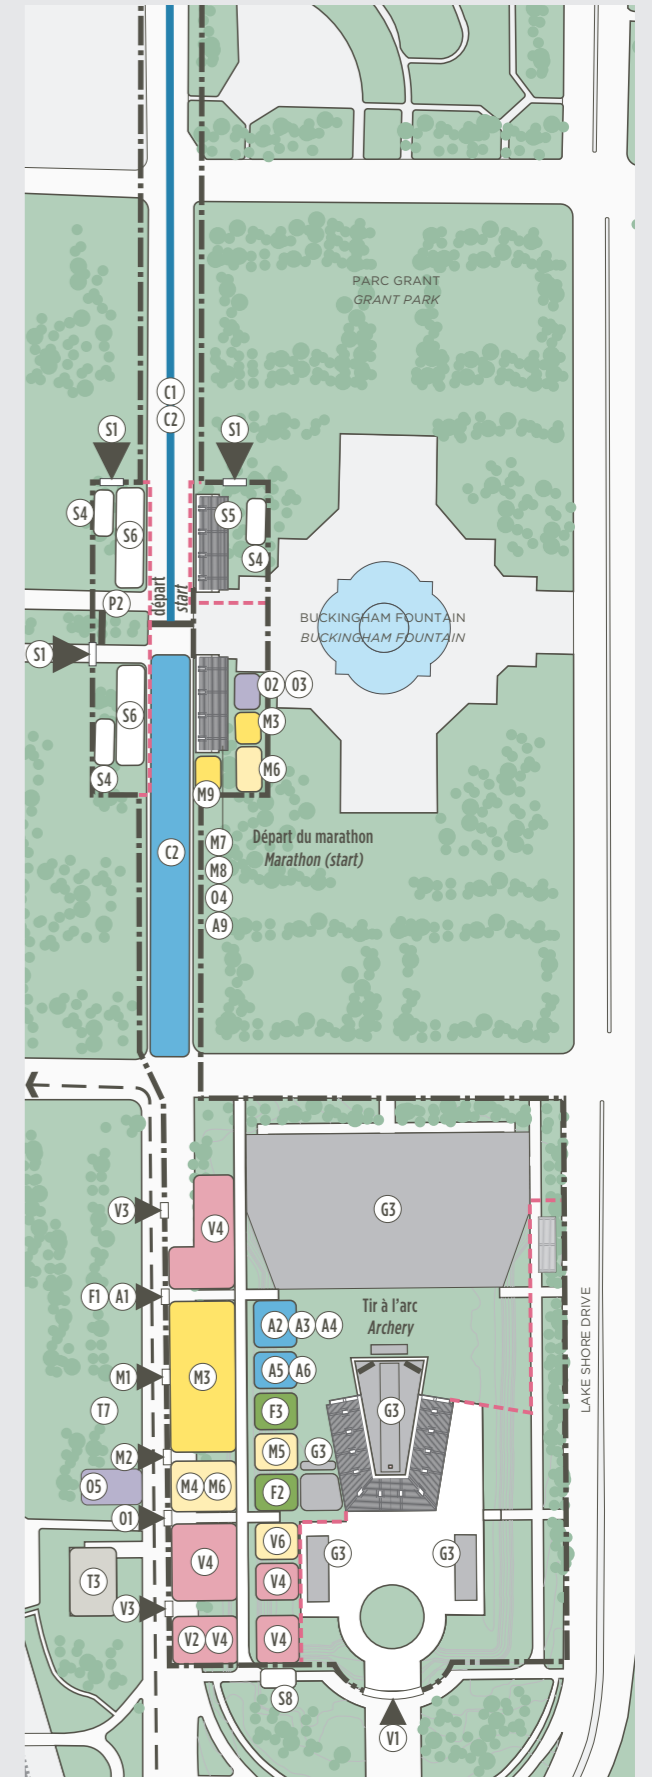 PARC GRANT
GRANT PARK
C1
C2
S1
S1
S4
S6
S5
S4
P2
départ
start
BUCKINGHAM FOUNTAIN
BUCKINGHAM FOUNTAIN
S1
O2 O3
S6
M3
M6
S4
M9
M7
Départ du marathon
C2
M8
Marathon (start)
O4
A9
V3
G3
V4
F1 A1
Tir à l'arc
Archery
A2 A3 A4
LAKE SHORE DRIVE
M1
M3
A5 A6
T7
F3
G3
M2
M5
G3
O5
M4 M6
F2
O1
V6
T3
V4
G3
G3
V4
V3
V2 V4
V4
S8
V1